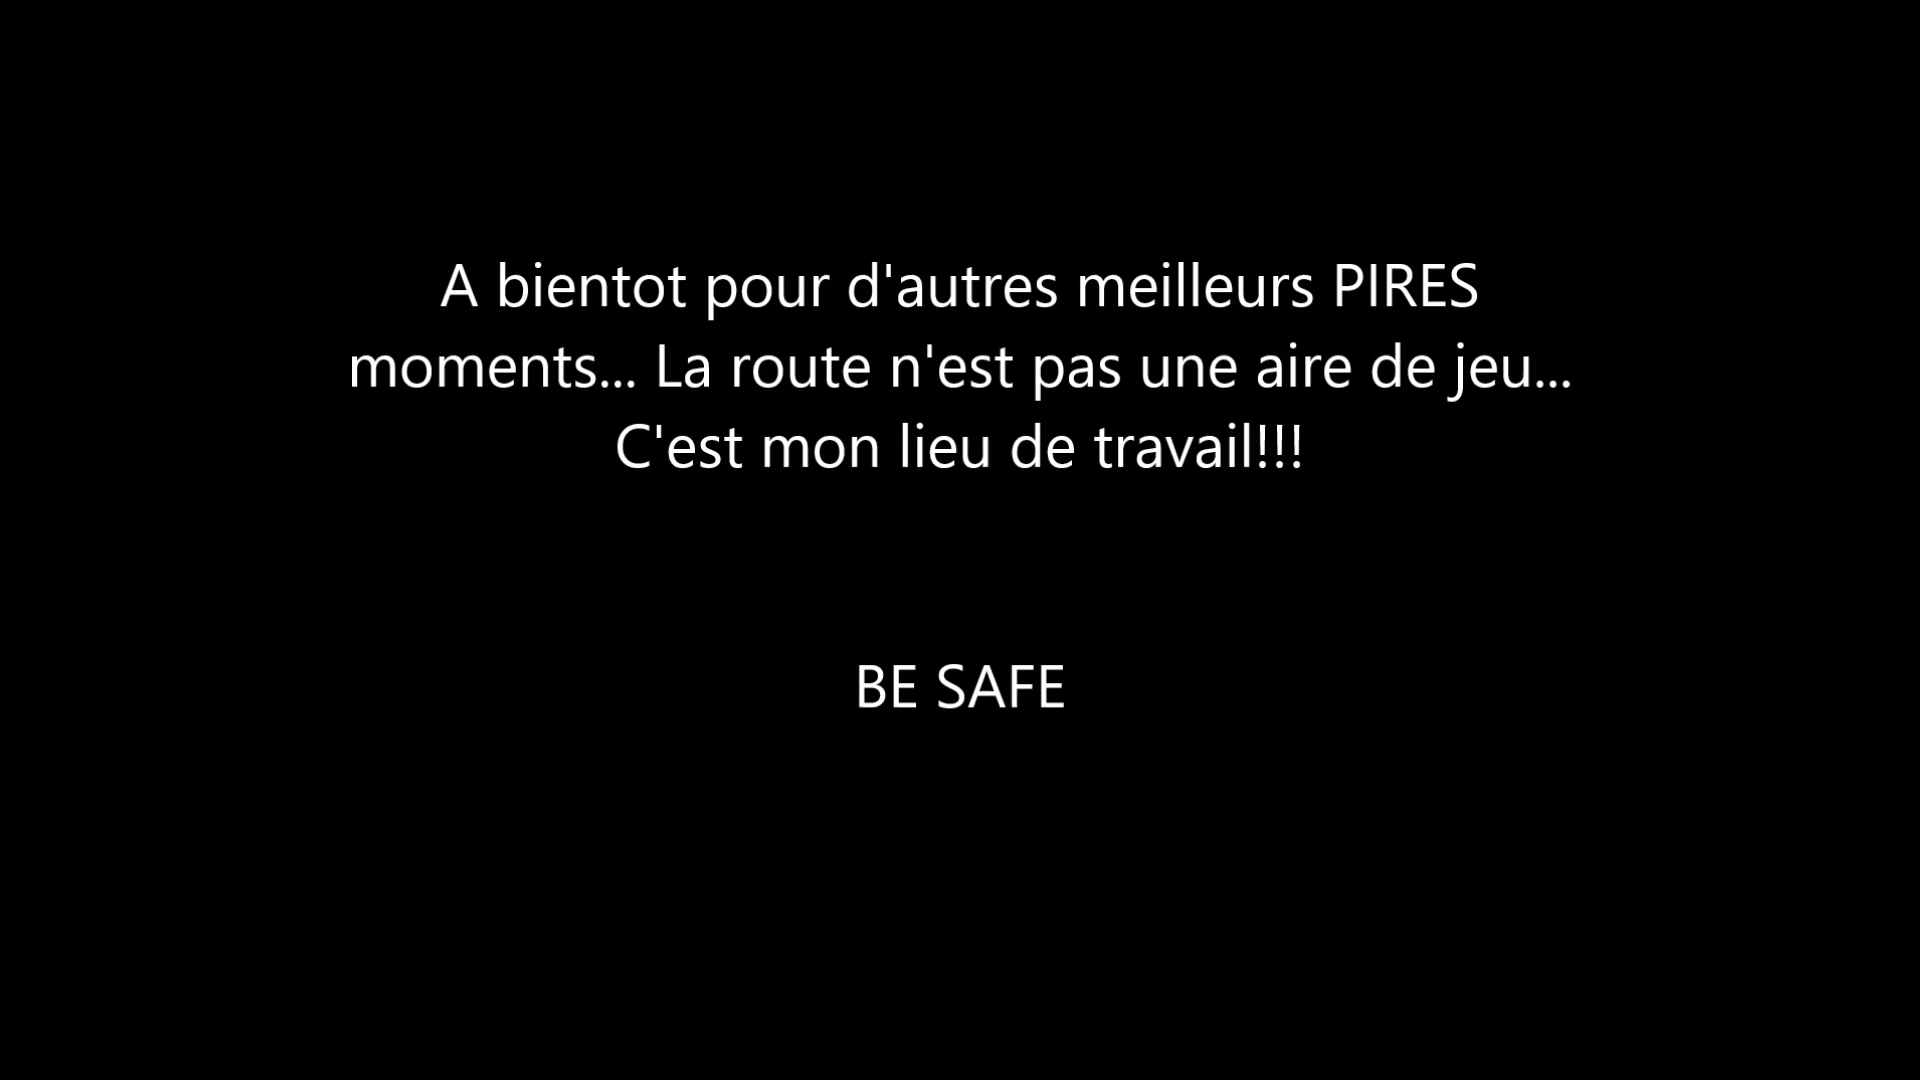 A bientot pour d'autres meilleurs PIRES
moments... La route n'est pas une aire de jeu...
C'est mon lieu de travail!!!
BE SAFE